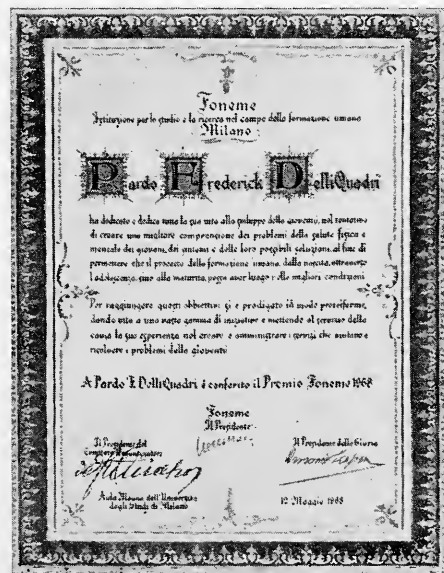 Foneme
Istituzione per lo studio e la ricerca nel campo della formazione umana
Milano
Pardo Frederick DelliQuadri
ha dedicato e dedica tutta la sua vita allo sviluppo della gioventù, nel tentativo
di creare una migliore comprensione dei problemi della salute fisica e
mentale dei giovani, dei sintomi e delle loro possibili soluzioni, al fine di
permettere che il processo della formazione umana, dalla nascita, attraverso
l'adolescenza, sino alla maturità, possa aver luogo nelle migliori condizioni
Per raggiungere questi obbiettivi si è prodigato in modo proteiforme,
dando vita a una vasta gamma di iniziative e mettendo al servizio della
causa la sua esperienza nel creare e amministrare i servizi che aiutano a
risolvere i problemi della gioventù
A Pardo F. DelliQuadri è conferito il Premio Foneme 1968
Foneme
Il Presidente
Il Presidente del
Il Presidente della Giuria
Aula Magna dell'Università
degli Studi di Milano
12 Maggio 1968